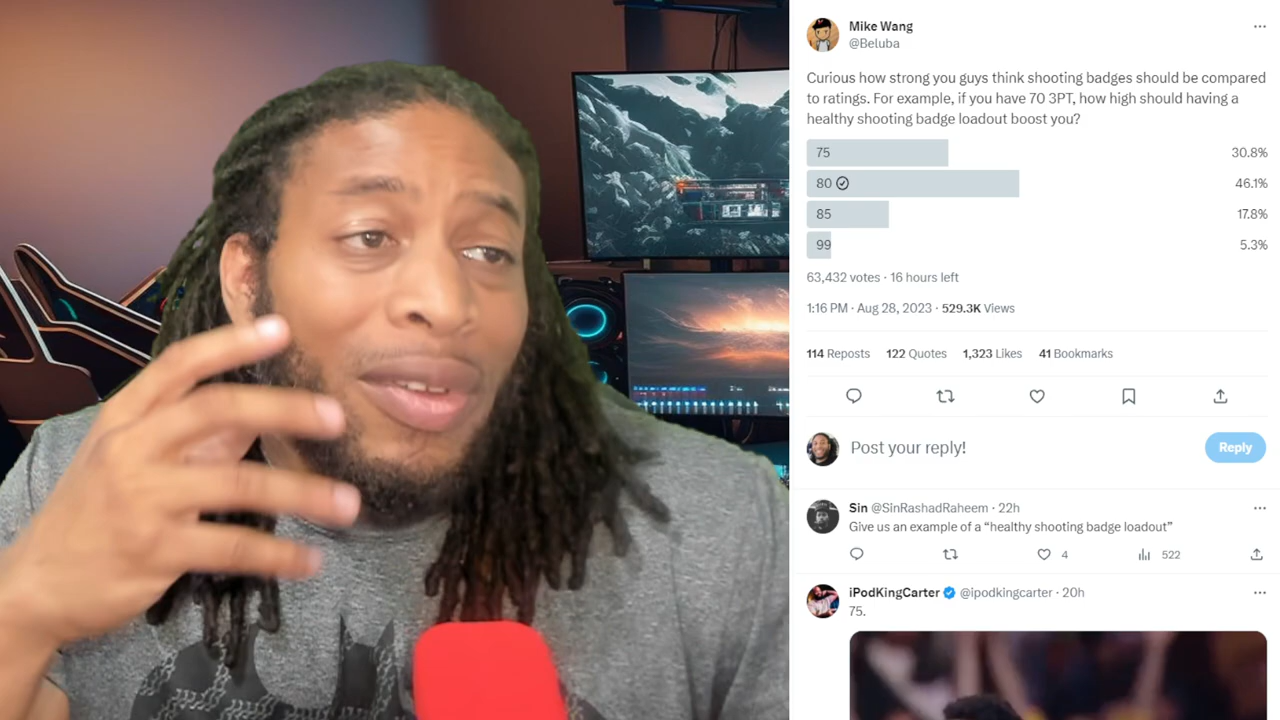 Mike Wang
@Beluba
Curious how strong you guys think shooting badges should be compared
to ratings. For example, if you have 70 3PT, how high should having a
healthy shooting badge loadout boost you?
75 30.8%
80 46.1%
85 17.8%
99 5.3%
63,432 votes · 16 hours left
1:16 PM · Aug 28, 2023 · 529.3K Views
114 Reposts 122 Quotes 1,323 Likes 41 Bookmarks
Post your reply! Reply
Sin @SinRashadRaheem · 22h
Give us an example of a “healthy shooting badge loadout”
4 522
iPodKingCarter @ipodkingcarter · 20h
75.